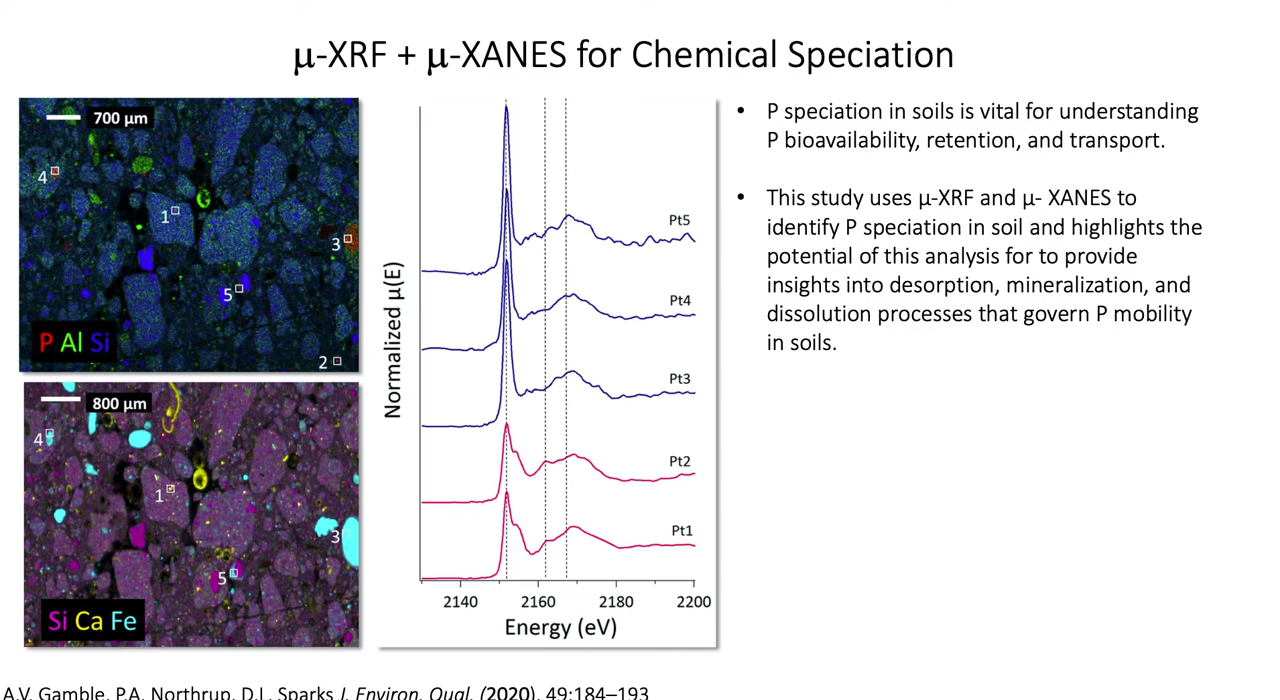 μ-XRF + μ-XANES for Chemical Speciation
700 μm
4
1
3
5
2
P Al Si
800 μm
4
1
3
5
Si Ca Fe
Normalized μ(E)
Pt5
Pt4
Pt3
Pt2
Pt1
2140 2160 2180 2200
Energy (eV)
• P speciation in soils is vital for understanding
P bioavailability, retention, and transport.
• This study uses μ-XRF and μ- XANES to
identify P speciation in soil and highlights the
potential of this analysis for to provide
insights into desorption, mineralization, and
dissolution processes that govern P mobility
in soils.
A.V. Gamble, P.A. Northrup, D.L. Sparks J. Environ. Qual. (2020), 49:184–193